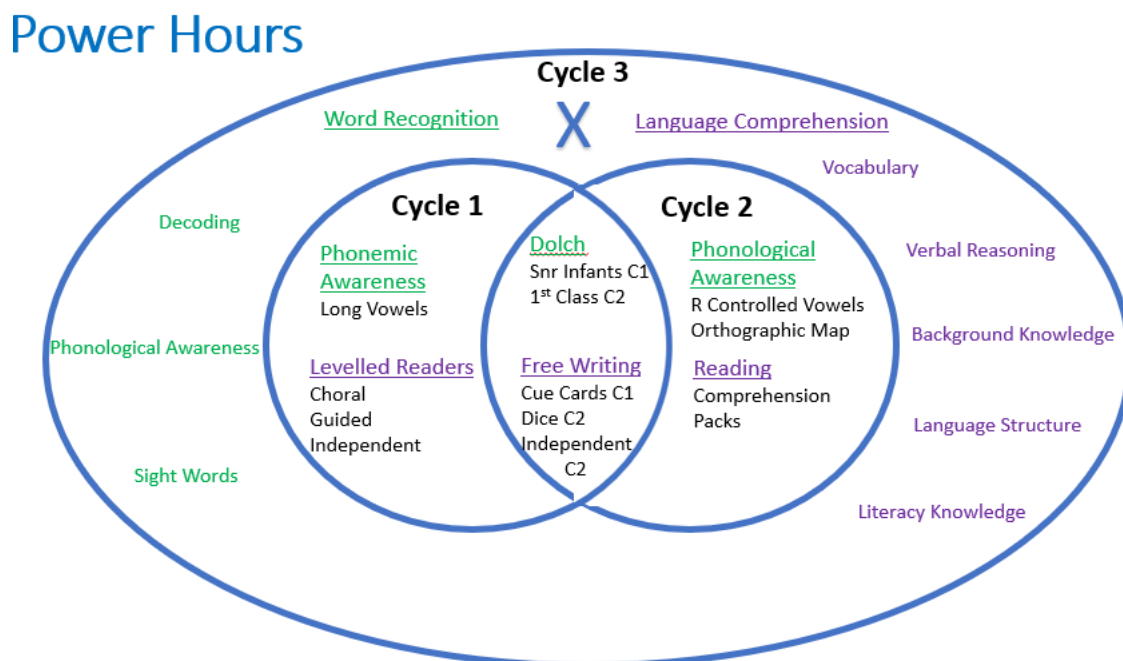 Power Hours
Cycle 3
Word Recognition
X
Language Comprehension
Vocabulary
Decoding
Phonological Awareness
Sight Words
Cycle 1
Phonemic
Awareness
Long Vowels
Levelled Readers
Choral
Guided
Independent
Dolch
Snr Infants C1
1st Class C2
Free Writing
Cue Cards C1
Dice C2
Independent
C2
Cycle 2
Phonological
Awareness
R Controlled Vowels
Orthographic Map
Reading
Comprehension
Packs
Verbal Reasoning
Background Knowledge
Language Structure
Literacy Knowledge